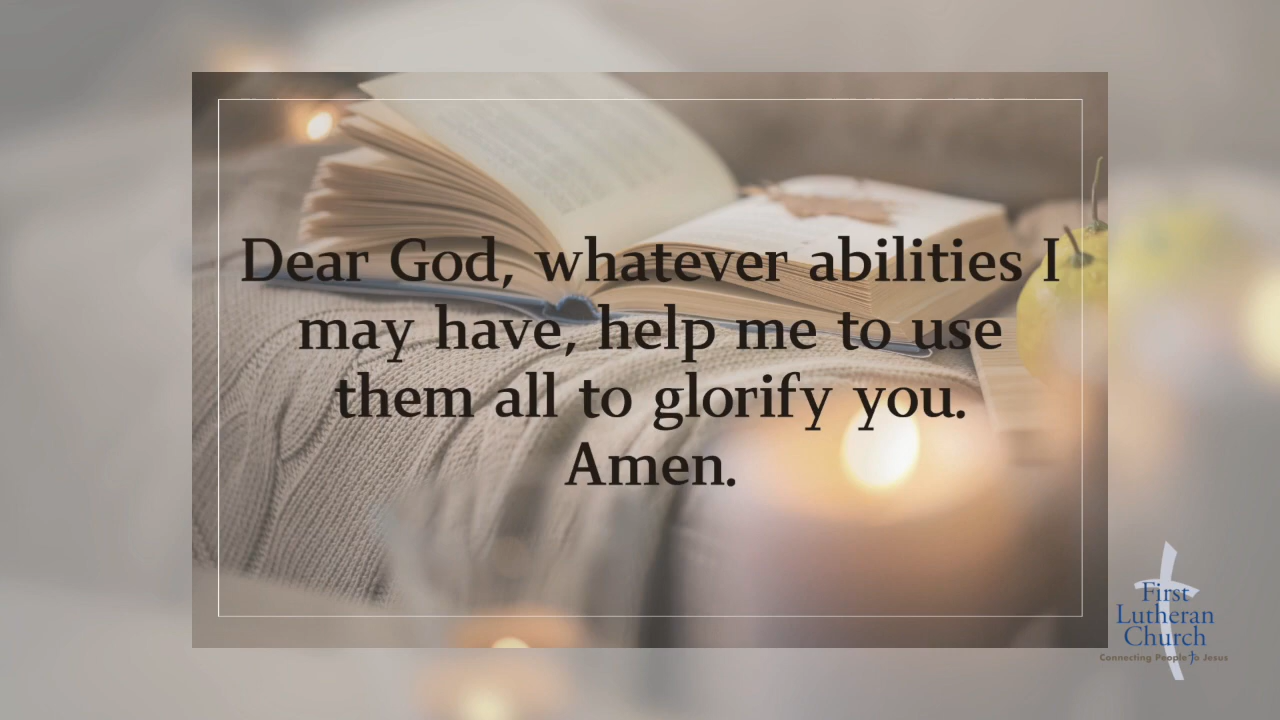 Dear God, whatever abilities I
may have, help me to use
them all to glorify you.
Amen.
First
Lutheran
Church
Connecting People to Jesus